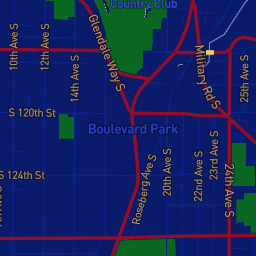 Country Club
10th Ave S
12th Ave S
14th Ave S
Glendale Way S
Military Rd S
25th Ave S
S 120th St
Boulevard Park
S 124th St
Roseberg Ave S
20th Ave S
22nd Ave S
23rd Ave S
24th Ave S